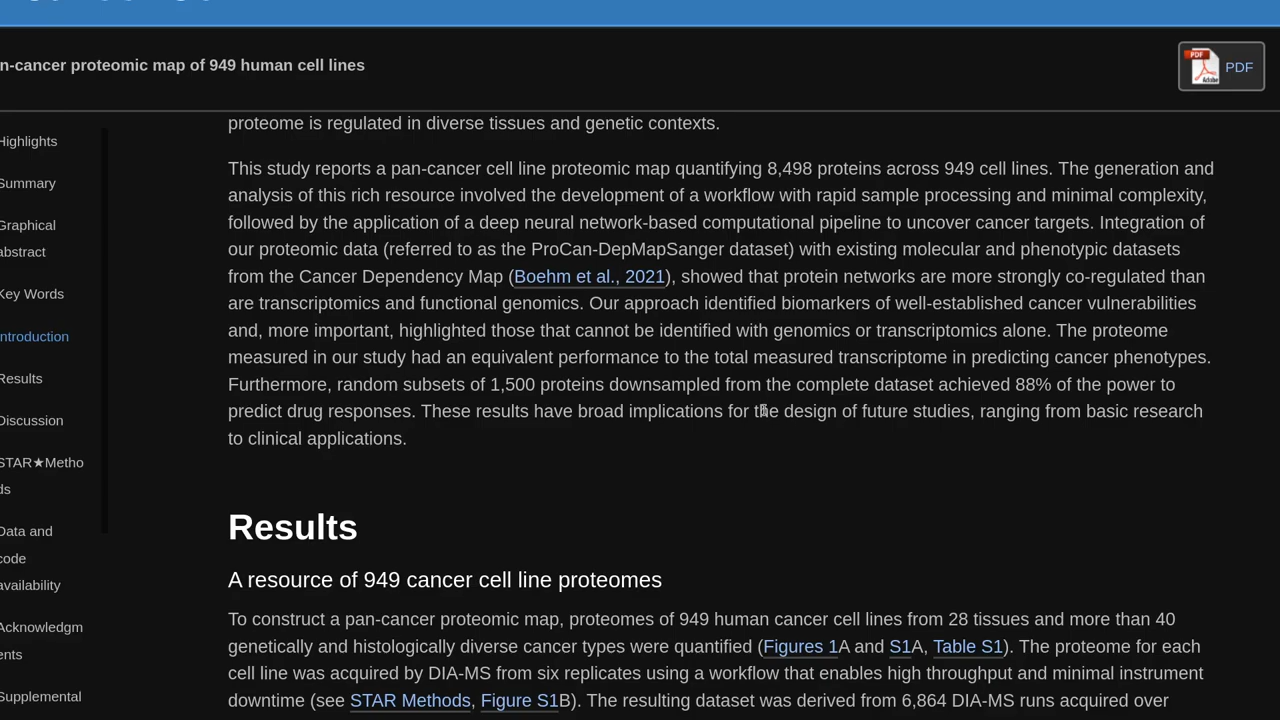 n-cancer proteomic map of 949 human cell lines
PDF
PDF
Adobe
Highlights
Summary
Graphical
abstract
Key Words
ntroduction
Results
Discussion
STAR★Metho
ds
Data and
code
availability
Acknowledgm
ents
Supplemental
proteome is regulated in diverse tissues and genetic contexts.
This study reports a pan-cancer cell line proteomic map quantifying 8,498 proteins across 949 cell lines. The generation and
analysis of this rich resource involved the development of a workflow with rapid sample processing and minimal complexity,
followed by the application of a deep neural network-based computational pipeline to uncover cancer targets. Integration of
our proteomic data (referred to as the ProCan-DepMapSanger dataset) with existing molecular and phenotypic datasets
from the Cancer Dependency Map (Boehm et al., 2021), showed that protein networks are more strongly co-regulated than
are transcriptomics and functional genomics. Our approach identified biomarkers of well-established cancer vulnerabilities
and, more important, highlighted those that cannot be identified with genomics or transcriptomics alone. The proteome
measured in our study had an equivalent performance to the total measured transcriptome in predicting cancer phenotypes.
Furthermore, random subsets of 1,500 proteins downsampled from the complete dataset achieved 88% of the power to
predict drug responses. These results have broad implications for the design of future studies, ranging from basic research
to clinical applications.
Results
A resource of 949 cancer cell line proteomes
To construct a pan-cancer proteomic map, proteomes of 949 human cancer cell lines from 28 tissues and more than 40
genetically and histologically diverse cancer types were quantified (Figures 1A and S1A, Table S1). The proteome for each
cell line was acquired by DIA-MS from six replicates using a workflow that enables high throughput and minimal instrument
downtime (see STAR Methods, Figure S1B). The resulting dataset was derived from 6,864 DIA-MS runs acquired over